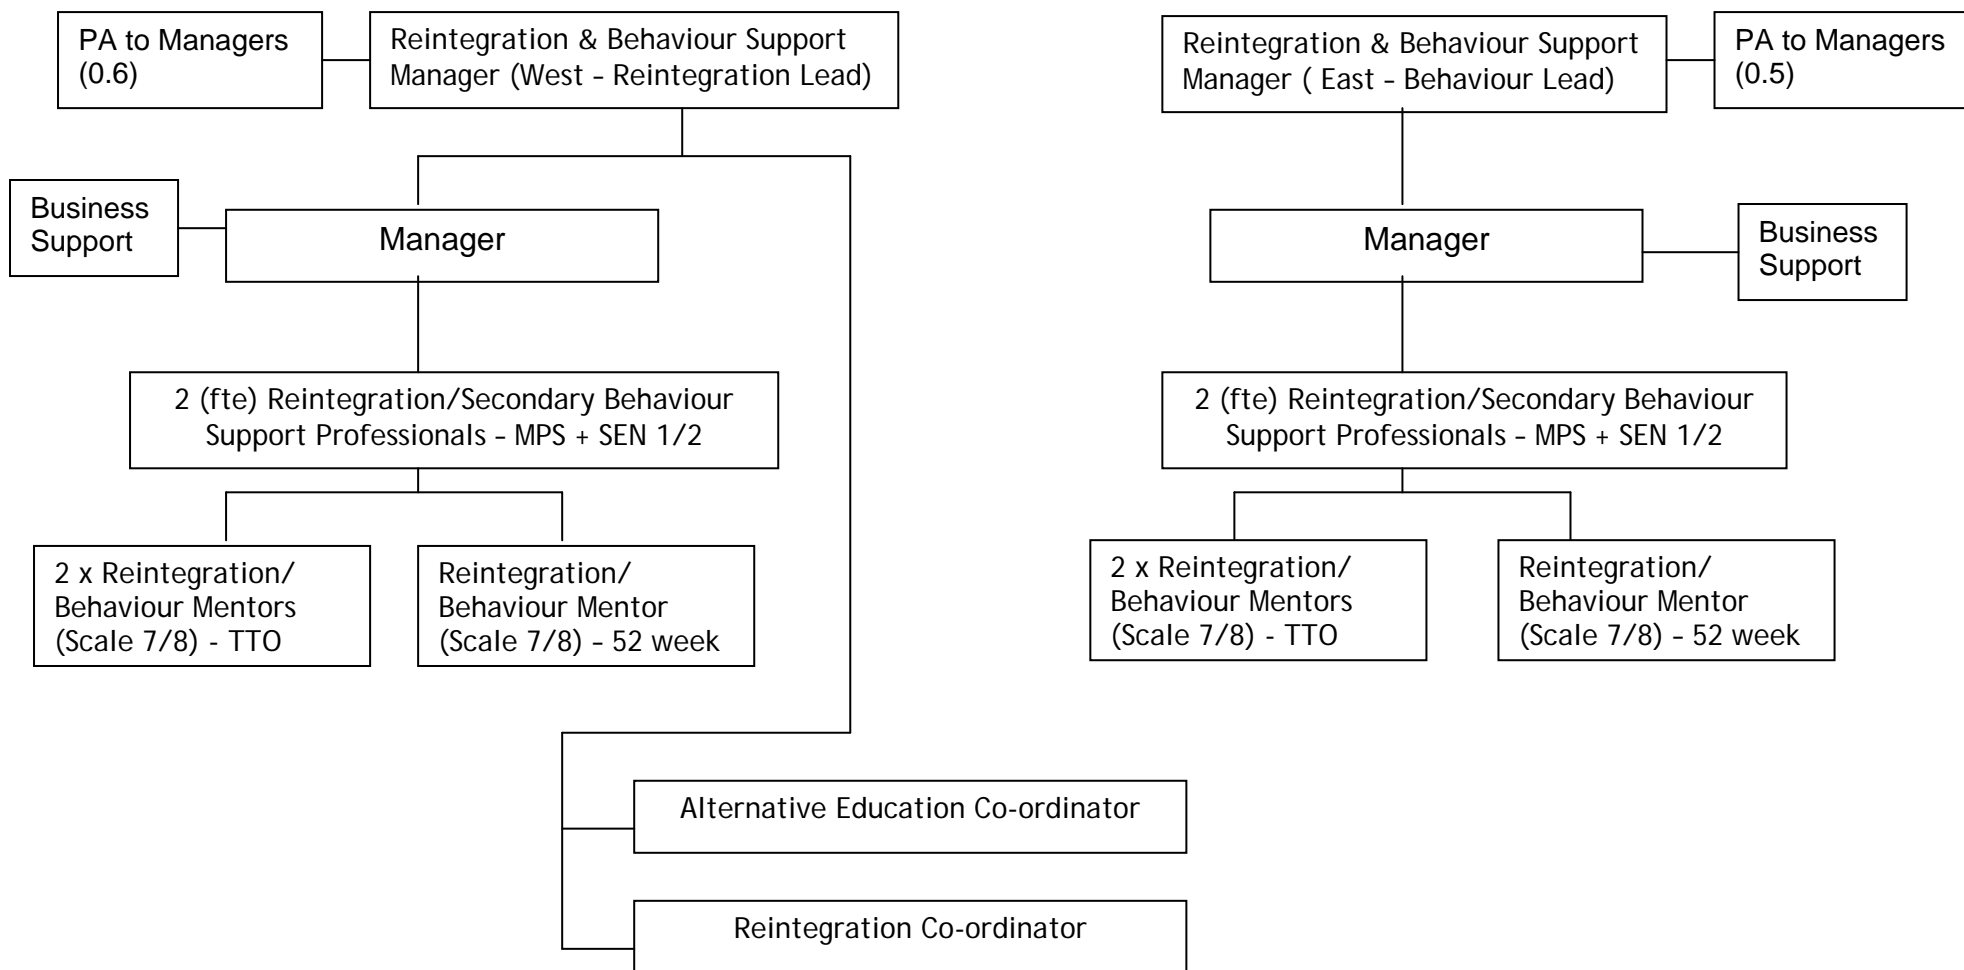 PA to Managers
(0.6)
Reintegration & Behaviour Support
Manager (West – Reintegration Lead)
Reintegration & Behaviour Support
Manager ( East – Behaviour Lead)
PA to Managers
(0.5)
Business
Support
Manager
Manager
Business
Support
2 (fte) Reintegration/Secondary Behaviour
Support Professionals – MPS + SEN 1/2
2 (fte) Reintegration/Secondary Behaviour
Support Professionals – MPS + SEN 1/2
2 x Reintegration/
Behaviour Mentors
(Scale 7/8) - TTO
Reintegration/
Behaviour Mentor
(Scale 7/8) – 52 week
2 x Reintegration/
Behaviour Mentors
(Scale 7/8) - TTO
Reintegration/
Behaviour Mentor
(Scale 7/8) – 52 week
Alternative Education Co-ordinator
Reintegration Co-ordinator